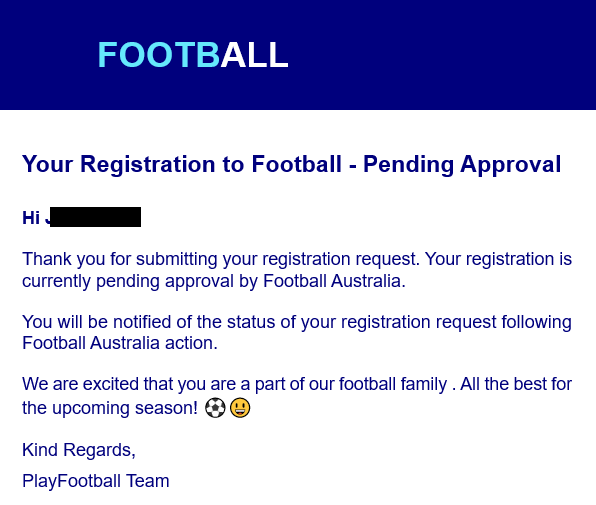 FOOTBALL
Your Registration to Football - Pending Approval
Hi
Thank you for submitting your registration request. Your registration is
currently pending approval by Football Australia.
You will be notified of the status of your registration request following
Football Australia action.
We are excited that you are a part of our football family . All the best for
the upcoming season! ⚽😃
Kind Regards,
PlayFootball Team